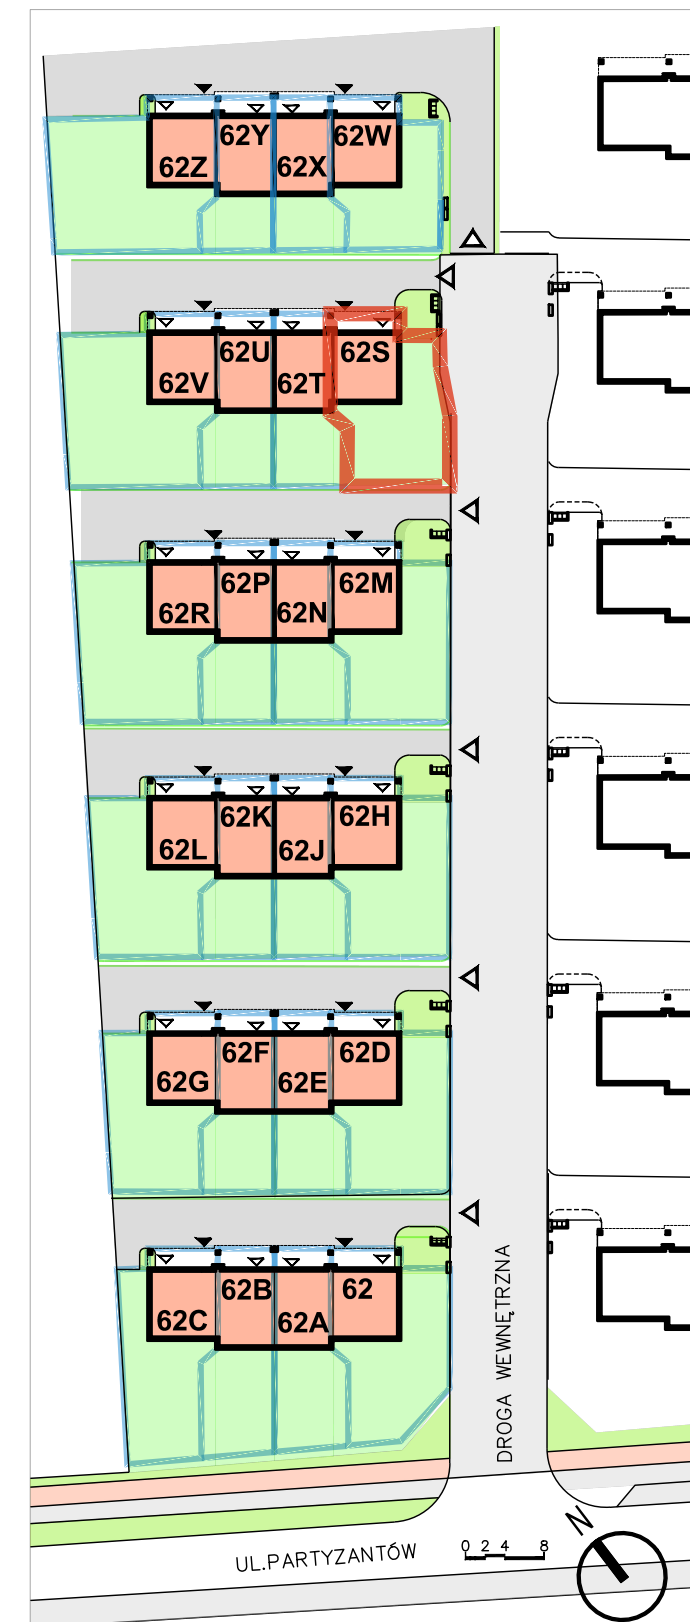 62Y 62W
62Z 62X
62U 62S
62V 62T
62P 62M
62R 62N
62K 62H
62L 62J
62F 62D
62G 62E
62B 62
62C 62A
DROGA WEWNĘTRZNA
UL.PARTYZANTÓW
0 2 4 8
N